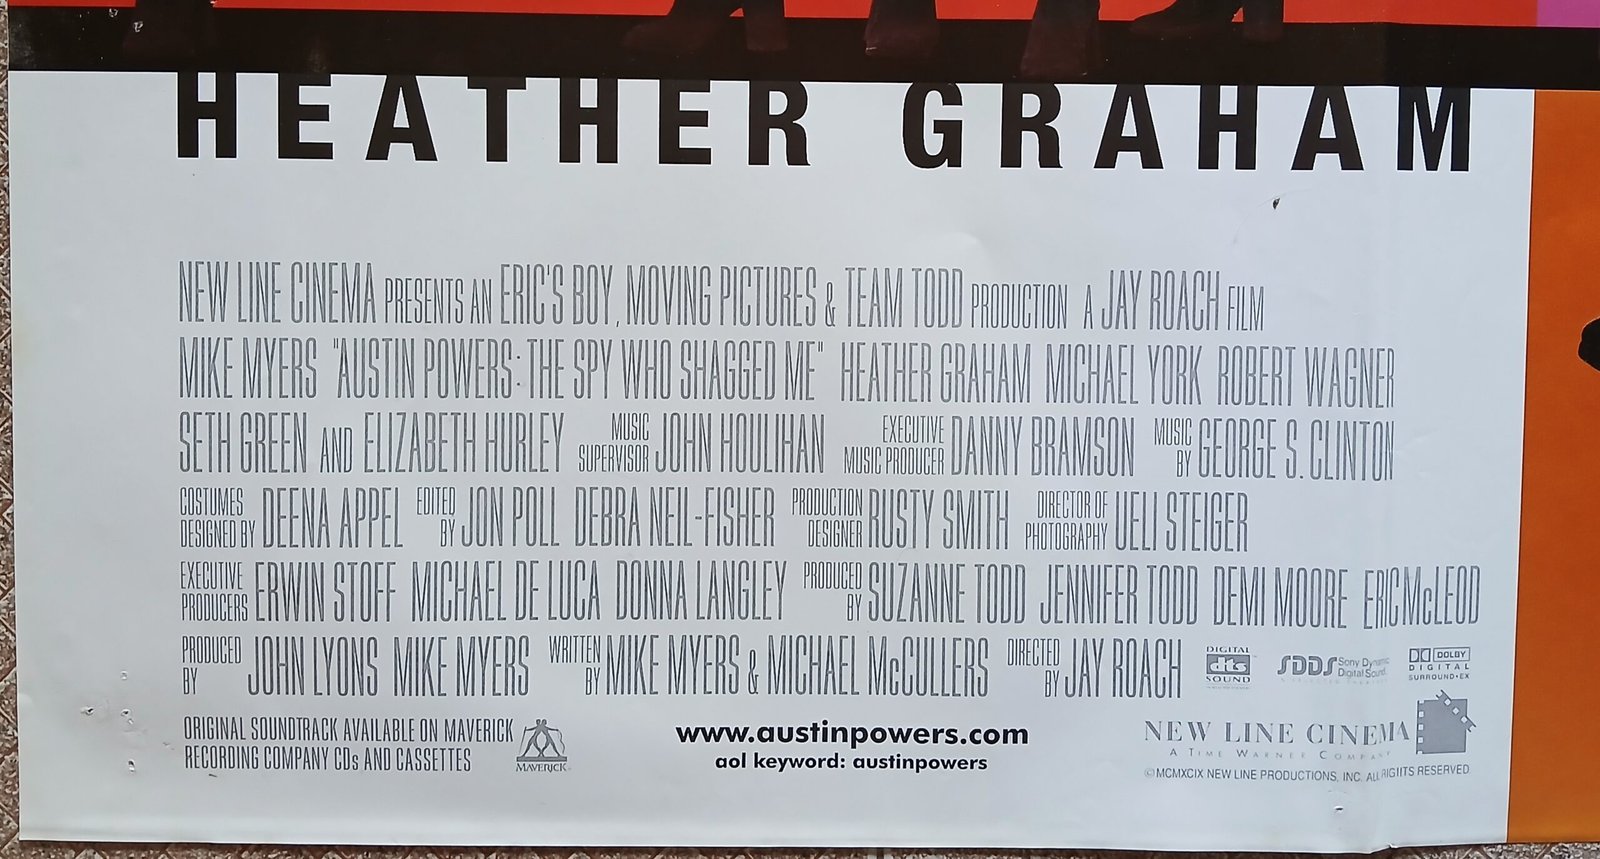 HEATHER GRAHAM
NEW LINE CINEMA PRESENTS AN ERIC'S BOY, MOVING PICTURES & TEAM TODD PRODUCTION A JAY ROACH FILM
MIKE MYERS "AUSTIN POWERS: THE SPY WHO SHAGGED ME" HEATHER GRAHAM MICHAEL YORK ROBERT WAGNER
SETH GREEN AND ELIZABETH HURLEY MUSIC SUPERVISOR JOHN HOULIHAN EXECUTIVE MUSIC PRODUCER DANNY BRAMSON MUSIC BY GEORGE S. CLINTON
COSTUMES DESIGNED BY DEENA APPEL EDITED BY JON POLL DEBRA NEIL-FISHER PRODUCTION DESIGNER RUSTY SMITH DIRECTOR OF PHOTOGRAPHY UELI STEIGER
EXECUTIVE PRODUCERS ERWIN STOFF MICHAEL DE LUCA DONNA LANGLEY PRODUCED BY SUZANNE TODD JENNIFER TODD DEMI MOORE ERIC McLEOD
PRODUCED BY JOHN LYONS MIKE MYERS WRITTEN BY MIKE MYERS & MICHAEL McCULLERS DIRECTED BY JAY ROACH
DIGITAL dts SOUND
SDDS Sony Dynamic Digital Sound
DOLBY DIGITAL SURROUND·EX
ORIGINAL SOUNDTRACK AVAILABLE ON MAVERICK
RECORDING COMPANY CDs AND CASSETTES
MAVERICK
www.austinpowers.com
aol keyword: austinpowers
NEW LINE CINEMA
A TIME WARNER COMPANY
©MCMXCIX NEW LINE PRODUCTIONS, INC. ALL RIGHTS RESERVED